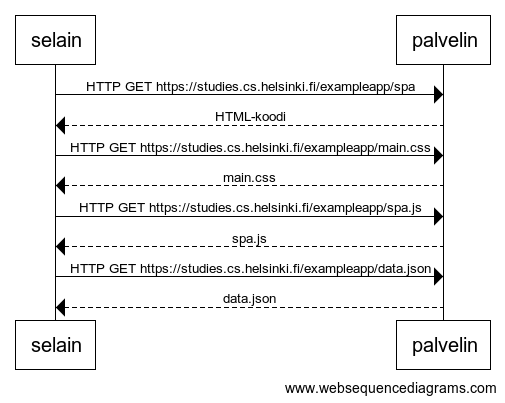 selain palvelin
HTTP GET https://studies.cs.helsinki.fi/exampleapp/spa
HTML-koodi
HTTP GET https://studies.cs.helsinki.fi/exampleapp/main.css
main.css
HTTP GET https://studies.cs.helsinki.fi/exampleapp/spa.js
spa.js
HTTP GET https://studies.cs.helsinki.fi/exampleapp/data.json
data.json
selain palvelin
www.websequencediagrams.com